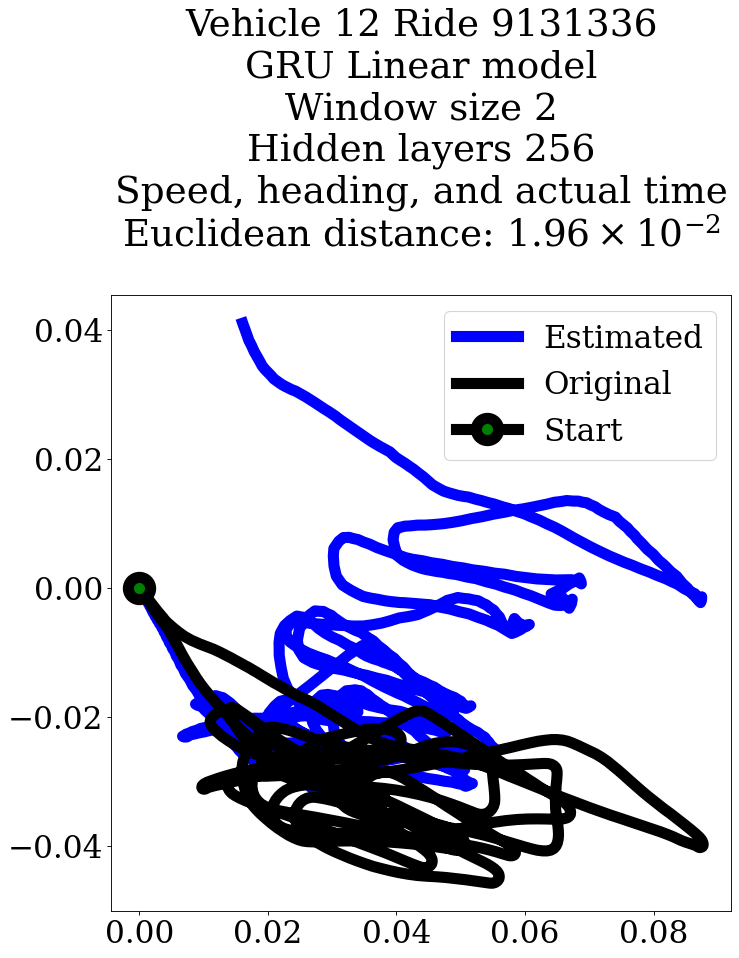 Vehicle 12 Ride 9131336
GRU Linear model
Window size 2
Hidden layers 256
Speed, heading, and actual time
Euclidean distance: 1.96 × 10⁻²
Estimated
Original
Start
0.04
0.02
0.00
−0.02
−0.04
0.00 0.02 0.04 0.06 0.08